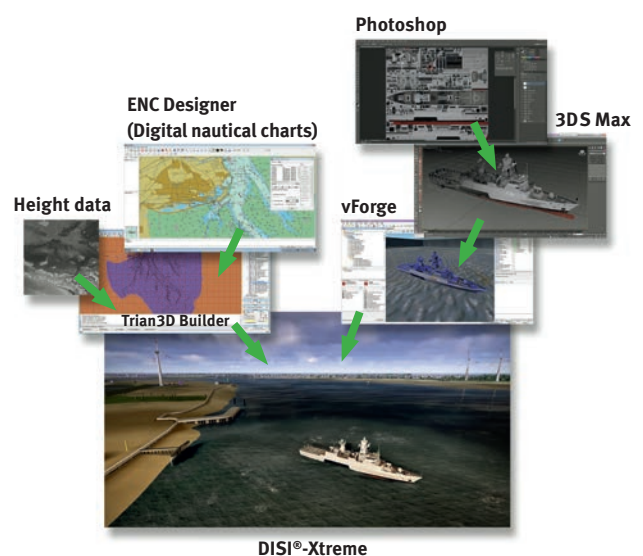 Photoshop
ENC Designer
(Digital nautical charts)
3DS Max
Height data
vForge
Trian3D Builder
DISI®-Xtreme